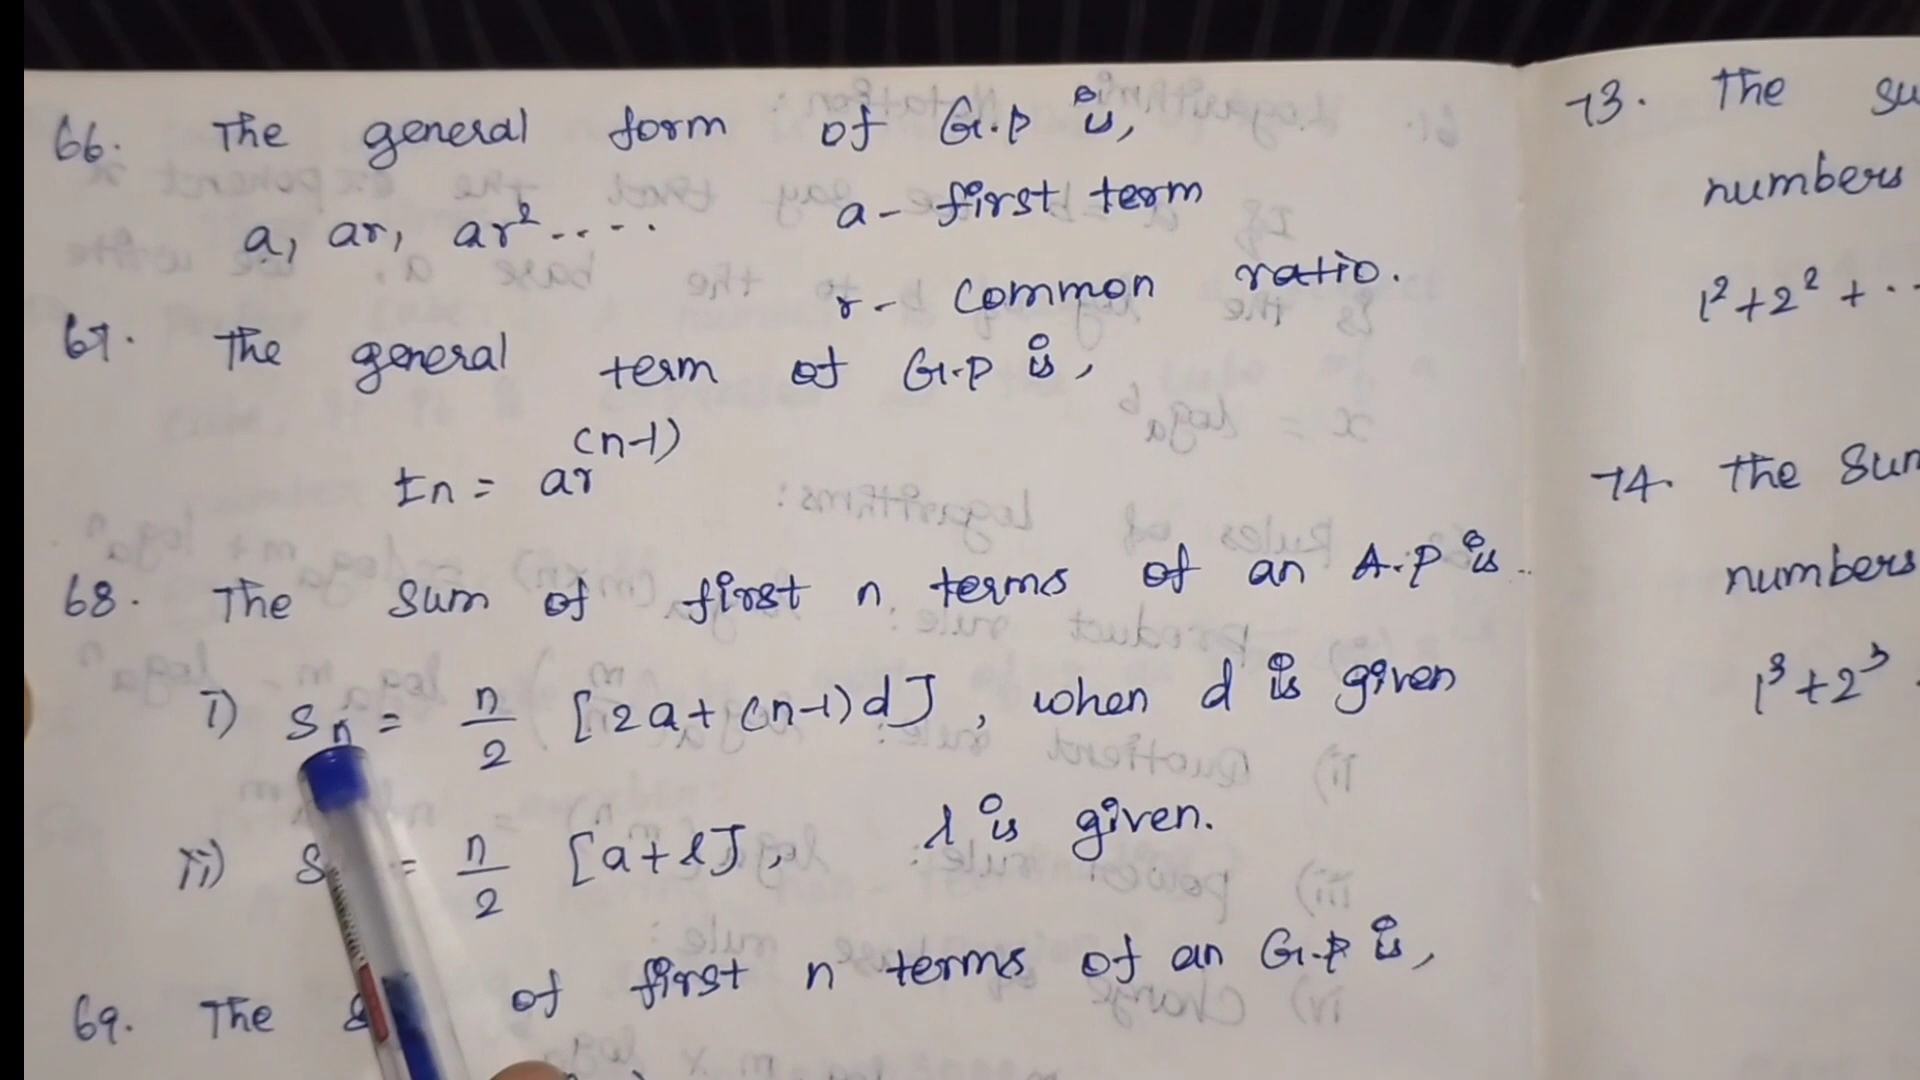 66. The general form of G.P is,
a, ar, ar² ..... a - first term
r - common ratio.
67. The general term of G.P is,
tn = ar^(n-1)
68. The sum of first n terms of an A.P is..
i) Sn = n/2 [2a+(n-1)d], when d is given
ii) S = n/2 [a+l], l is given.
69. The of first n terms of an G.P is,
73. The
numbers
1²+2²+..
74. The Sum
numbers
1³+2³